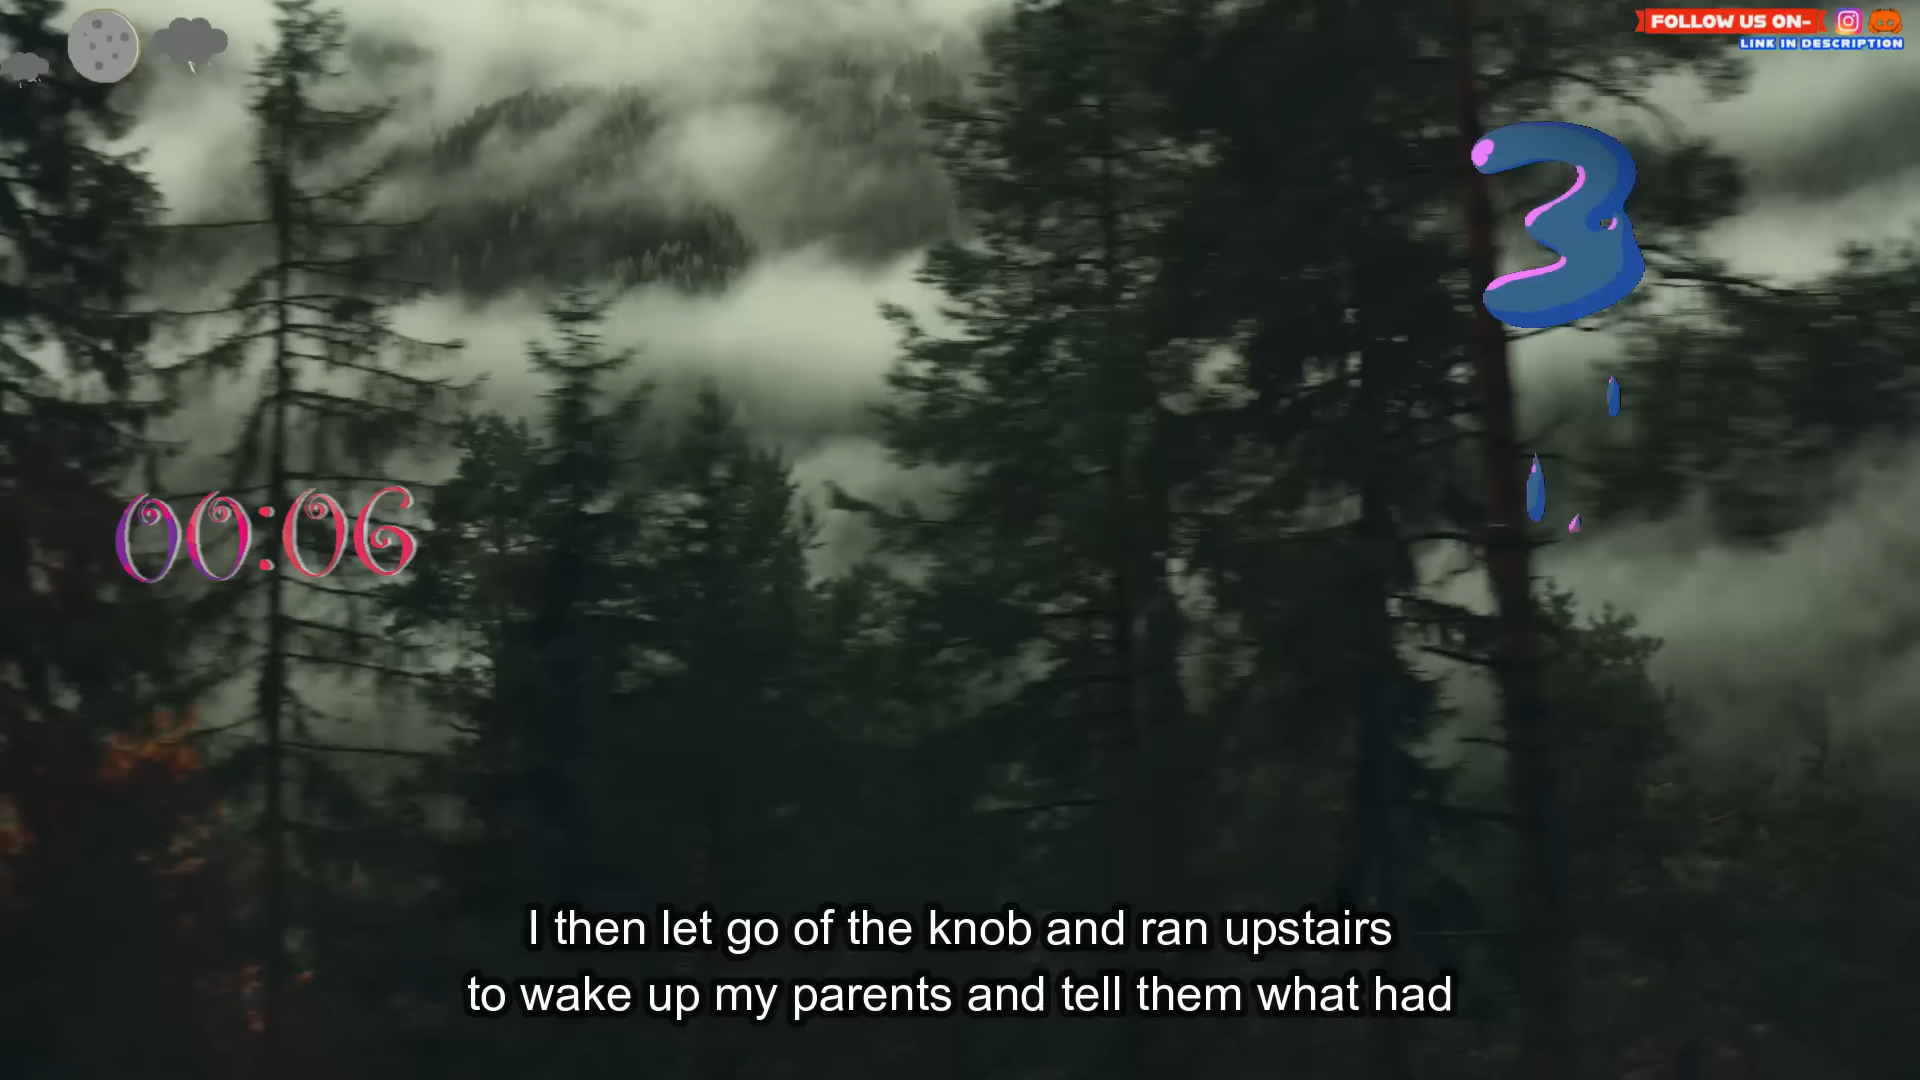 FOLLOW US ON-
LINK IN DESCRIPTION
3
00:06
I then let go of the knob and ran upstairs
to wake up my parents and tell them what had